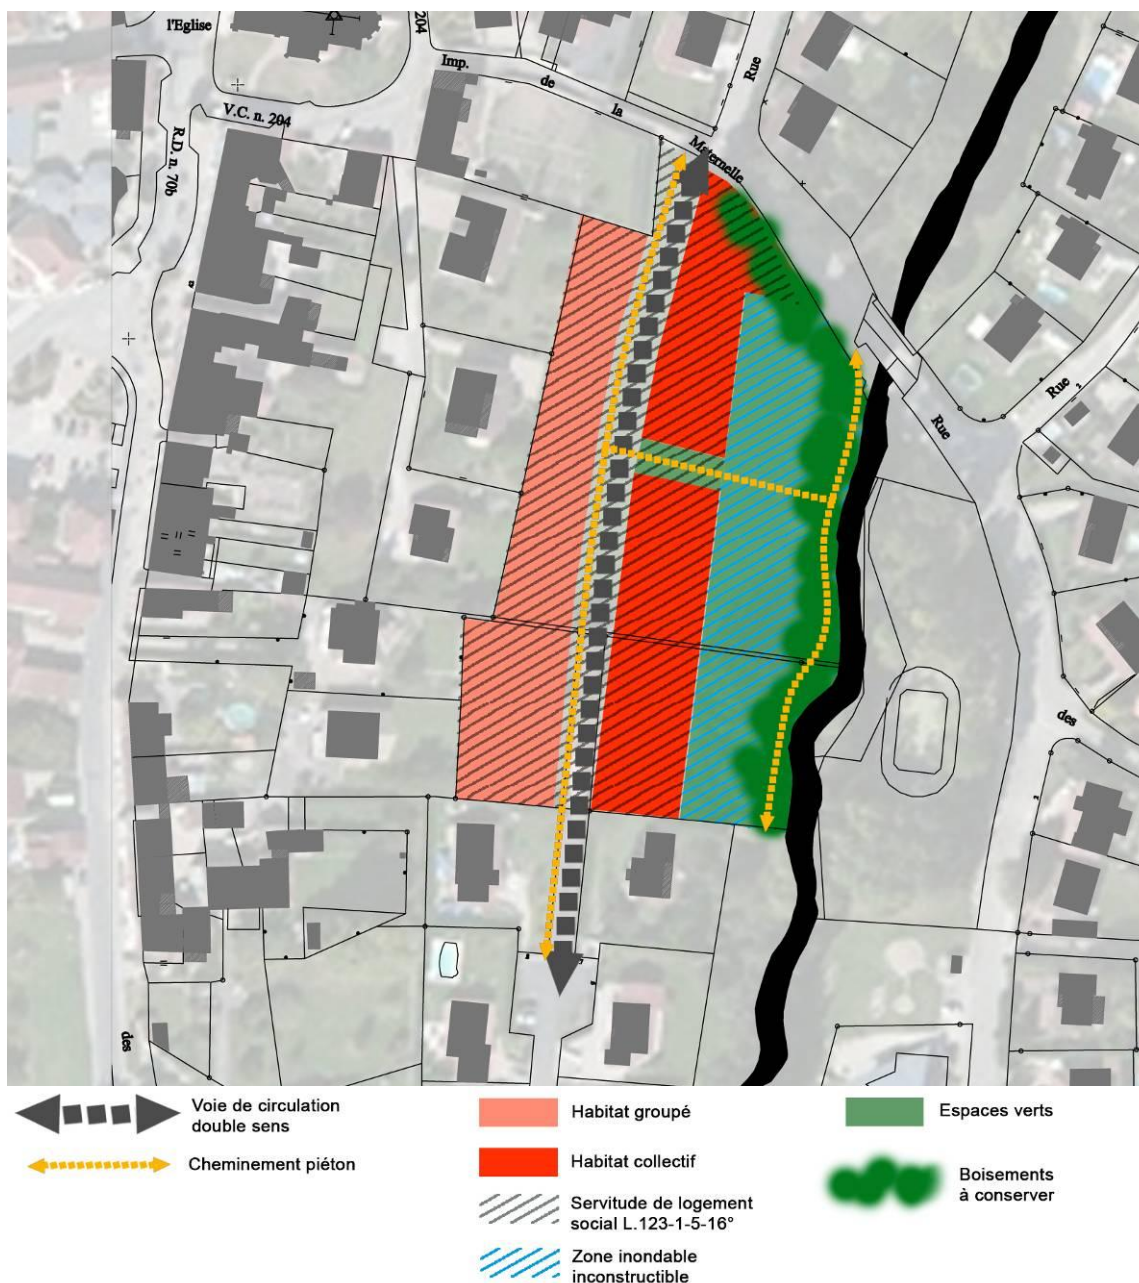 l'Eglise
204
Imp.
de
la
Maternelle
Rue
V.C. n. 204
R.D. n. 70b
Rue
Rue
des
des
Voie de circulation
double sens
Cheminement piéton
Habitat groupé
Habitat collectif
Servitude de logement
social L.123-1-5-16°
Zone inondable
inconstructible
Espaces verts
Boisements
à conserver